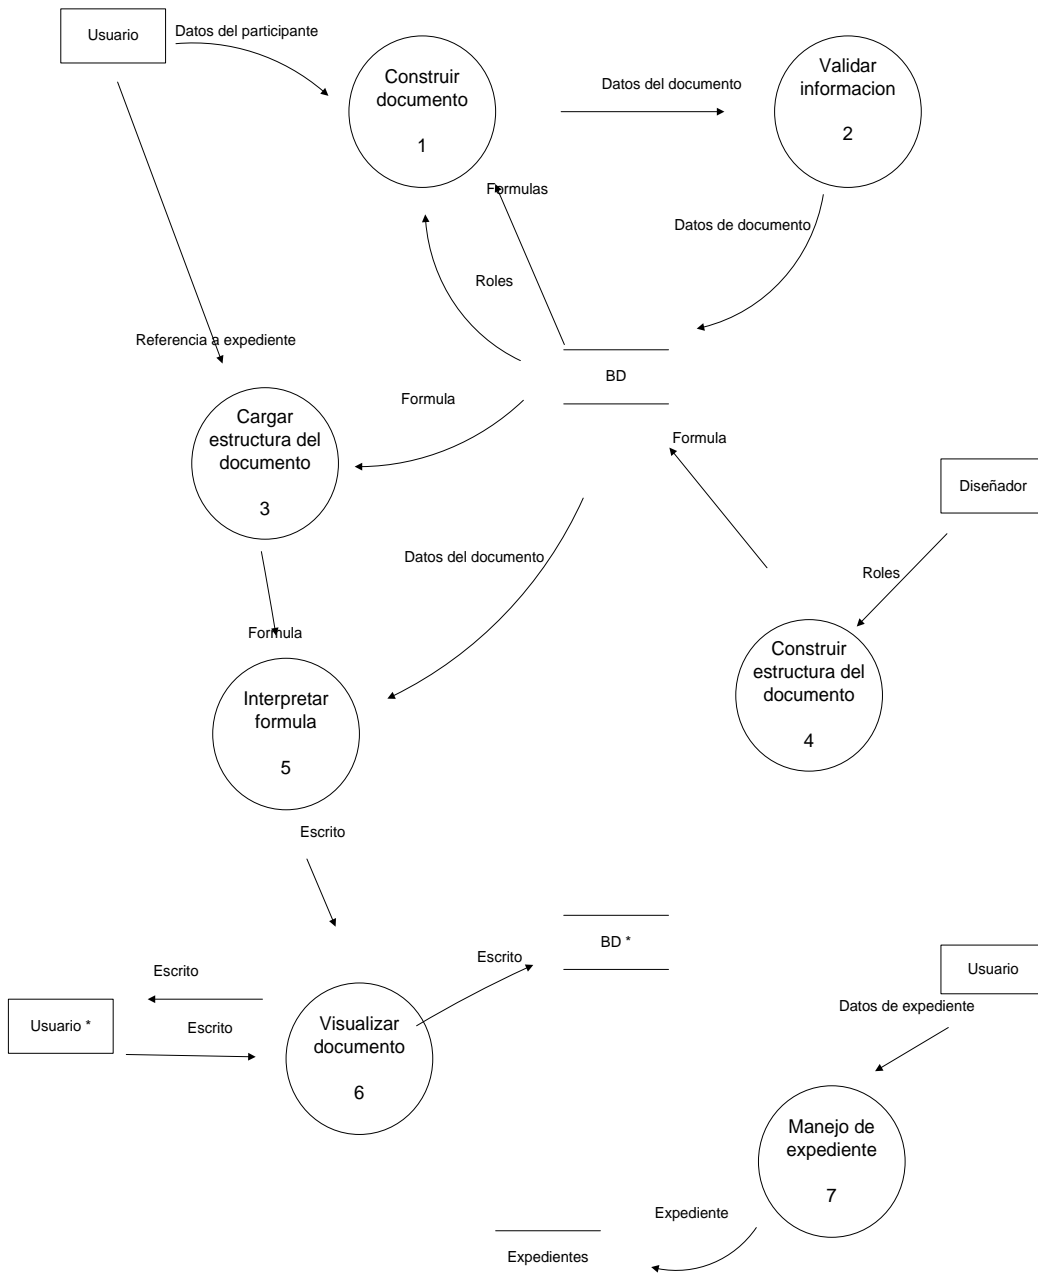 Usuario
Datos del participante
Construir
documento
1
Datos del documento
Validar
informacion
2
Formulas
Datos de documento
Roles
Referencia a expediente
BD
Formula
Cargar
estructura del
documento
3
Formula
Diseñador
Datos del documento
Roles
Formula
Construir
estructura del
documento
4
Interpretar
formula
5
Escrito
BD *
Escrito
Usuario
Escrito
Usuario *
Escrito
Visualizar
documento
6
Datos de expediente
Manejo de
expediente
7
Expediente
Expedientes